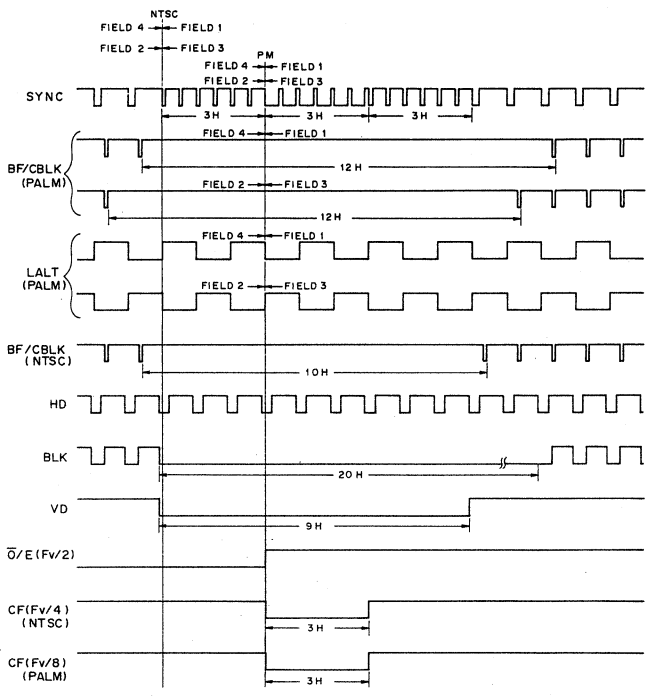 NTSC
FIELD 4 FIELD 1
FIELD 2 FIELD 3
PM
FIELD 4 FIELD 1
FIELD 2 FIELD 3
SYNC
3H 3H 3H
FIELD 4 FIELD 1
BF/CBLK
(PALM)
12H
FIELD 2 FIELD 3
12H
FIELD 4 FIELD 1
LALT
(PALM)
FIELD 2 FIELD 3
BF/CBLK
(NTSC)
10H
HD
BLK
20H
VD
9H
O̅/E(Fv/2)
CF(Fv/4)
(NTSC)
3H
CF(Fv/8)
(PALM)
3H